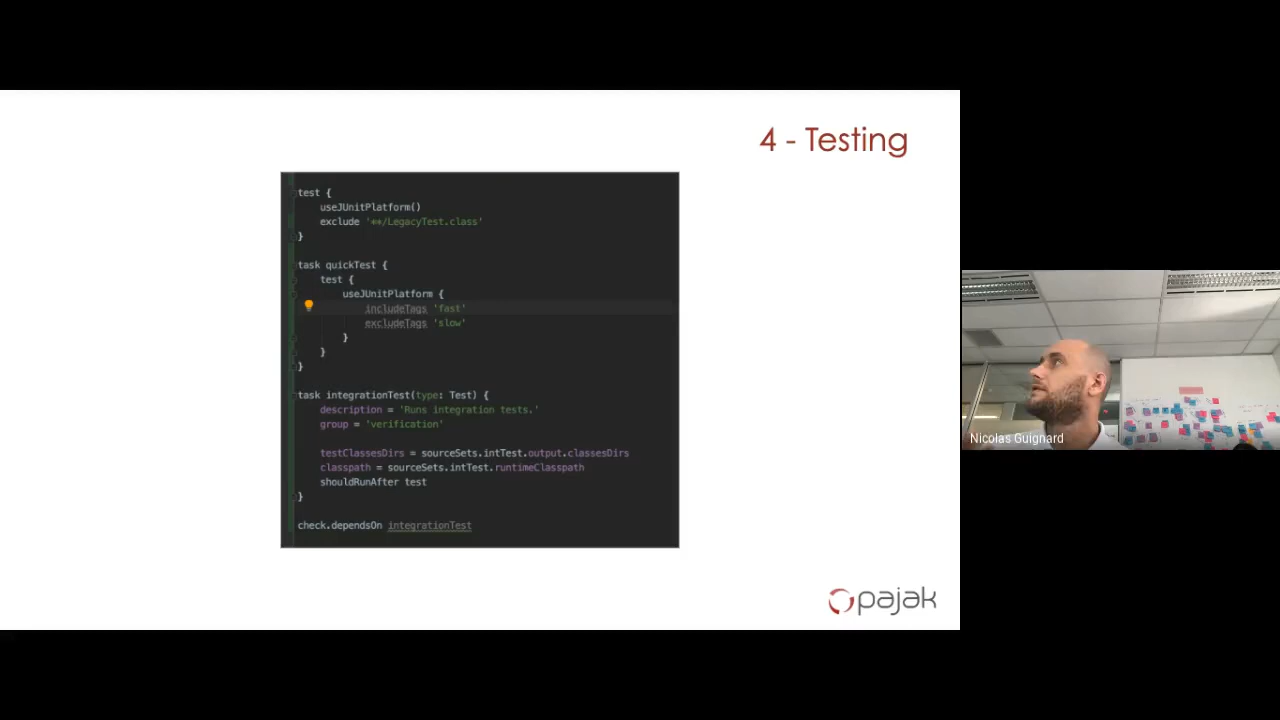 4 - Testing
test {
useJUnitPlatform()
exclude '**/LegacyTest.class'
}
task quickTest {
test {
useJUnitPlatform {
includeTags 'fast'
excludeTags 'slow'
}
}
}
task integrationTest(type: Test) {
description = 'Runs integration tests.'
group = 'verification'
testClassesDirs = sourceSets.intTest.output.classesDirs
classpath = sourceSets.intTest.runtimeClasspath
shouldRunAfter test
}
check.dependsOn integrationTest
Nicolas Guignard
pajak